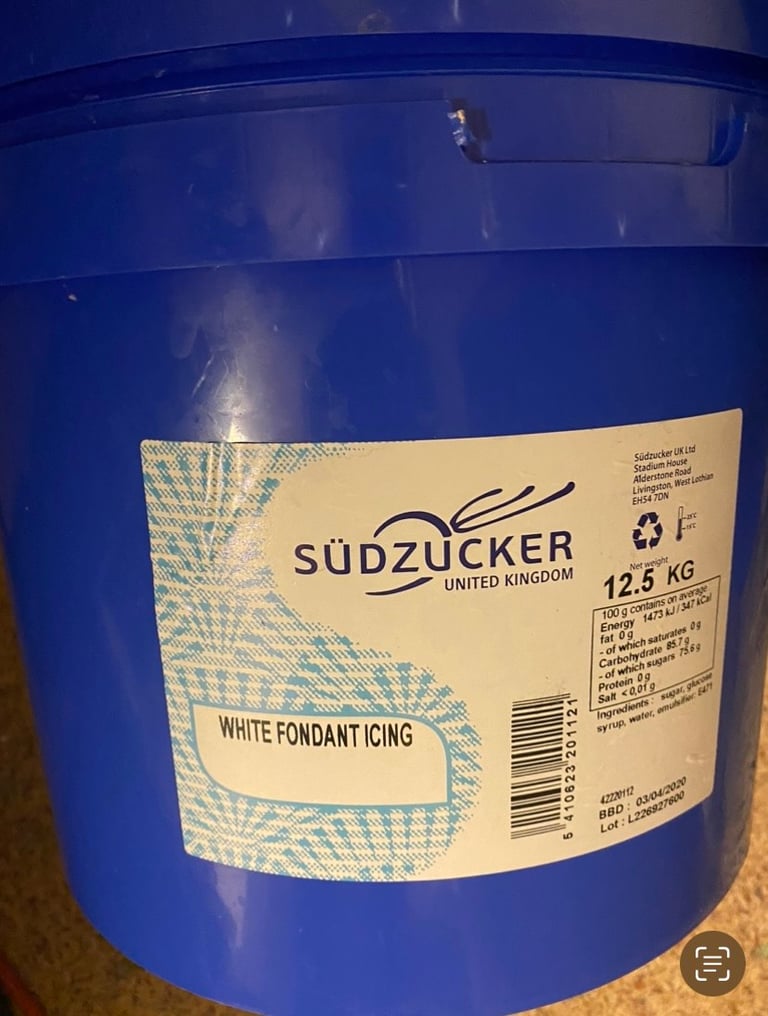 SÜDZUCKER
UNITED KINGDOM
WHITE FONDANT ICING
Südzucker UK Ltd
Stadium House
Alderstone Road
Livingston, West Lothian
EH54 7DN
25°C
15°C
Net weight
12.5 KG
100 g contains on average
Energy 1473 kJ / 347 kCal
fat 0 g
- of which saturates 0 g
Carbohydrate 85.7 g
- of which sugars 75.6 g
Protein 0 g
Salt <0,01 g
Ingredients : sugar, glucose
syrup, water, emulsifier: E471
5 410623 201121
42220112
BBD : 03/04/2020
Lot : L226927600